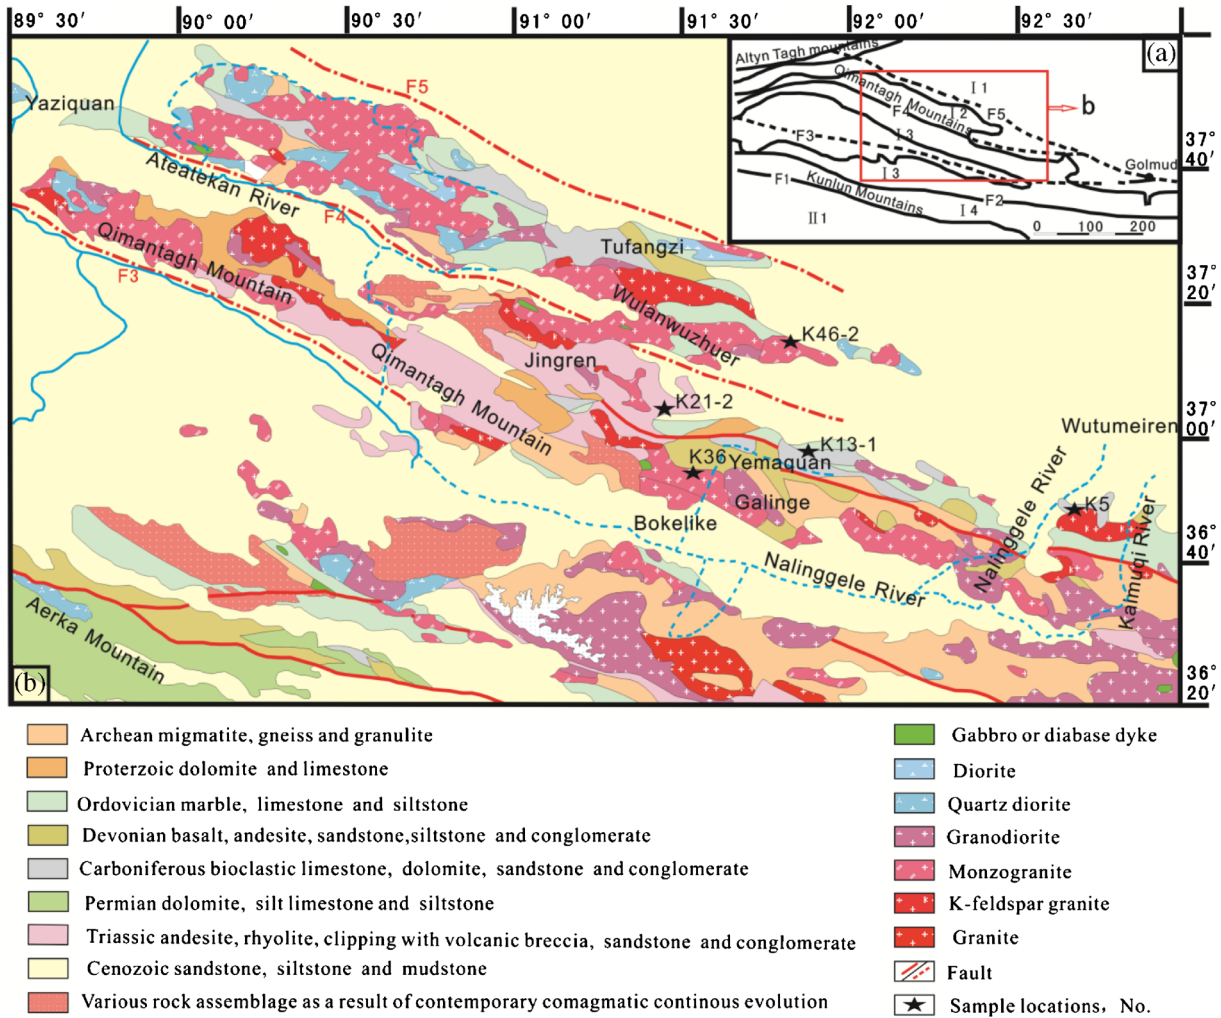 89° 30′ 90° 00′ 90° 30′ 91° 00′ 91° 30′ 92° 00′ 92° 30′
(a)
Altyn Tagh mountains
Qimantagh Mountains
I 1
I 2
F5
F4
I 3
F3
I 3
F1
Kunlun Mountains
F2
I 4
II 1
Golmud
0 100 200
b
37°
40′
37°
20′
37°
00′
36°
40′
36°
20′
Yaziquan
F5
Ateatekan River
F4
Qimantagh Mountain
F3
Tufangzi
Wulanwuzhuer
K46-2
Jingren
Qimantagh Mountain
K21-2
Wutumeiren
K13-1
K36
Yemaquan
Galinge
K5
Bokelike
Nalinggele River
Nalinggele River
Kaimuqi River
Aerka Mountain
(b)
Archean migmatite, gneiss and granulite
Proterzoic dolomite and limestone
Ordovician marble, limestone and siltstone
Devonian basalt, andesite, sandstone,siltstone and conglomerate
Carboniferous bioclastic limestone, dolomite, sandstone and conglomerate
Permian dolomite, silt limestone and siltstone
Triassic andesite, rhyolite, clipping with volcanic breccia, sandstone and conglomerate
Cenozoic sandstone, siltstone and mudstone
Various rock assemblage as a result of contemporary comagmatic continous evolution
Gabbro or diabase dyke
Diorite
Quartz diorite
Granodiorite
Monzogranite
K-feldspar granite
Granite
Fault
Sample locations, No.